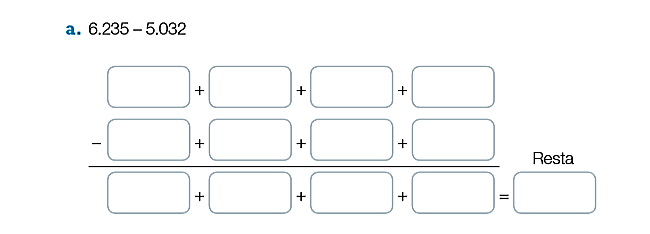 a. 6.235 – 5.032
+ + +
– + + +
Resta
+ + + =